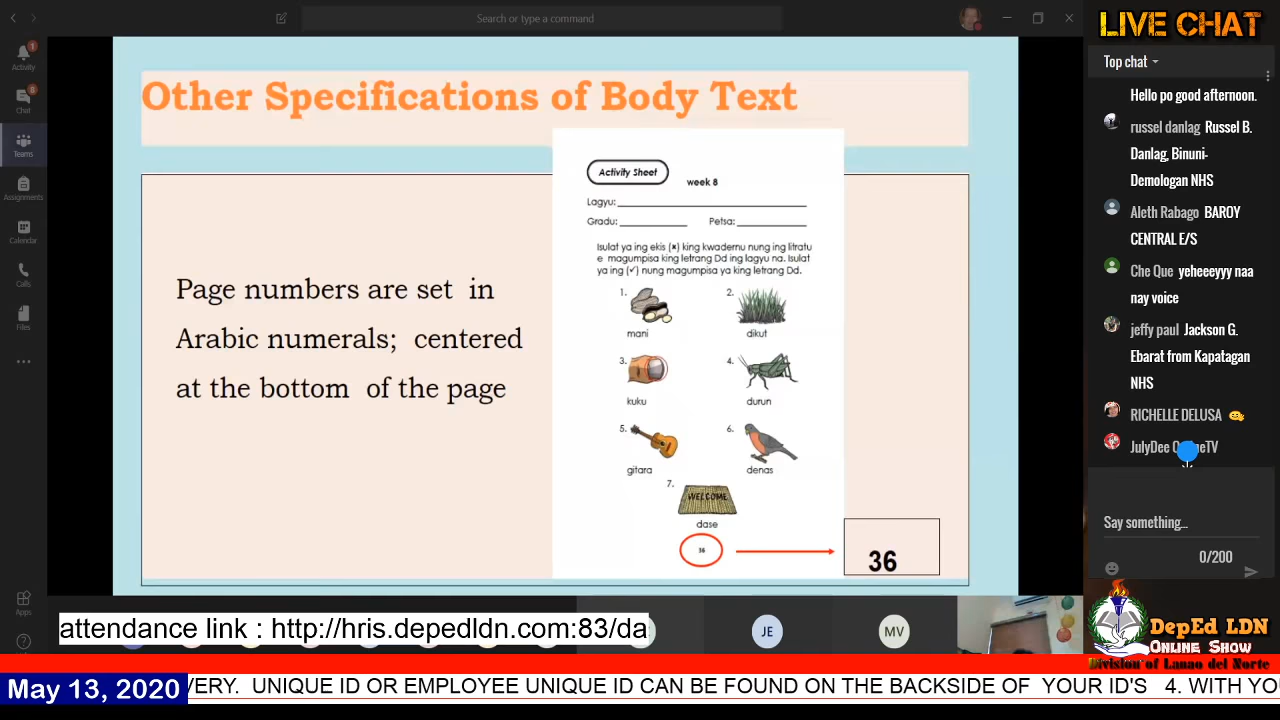 Search or type a command
LIVE CHAT
Top chat
Activity
Chat
Teams
Assignments
Calendar
Calls
Files
Apps
Other Specifications of Body Text
Page numbers are set in
Arabic numerals; centered
at the bottom of the page
Activity Sheet
week 8
Lagyu:
Gradu: Petsa:
Isulat ya ing ekis (×) king kwadernu nung ing litratu
e magumpisa king letrang Dd ing lagyu na. Isulat
ya ing (✓) nung magumpisa ya king letrang Dd.
1. 2.
mani dikut
3. 4.
kuku durun
5. 6.
gitara denas
7.
WELCOME
dase
36
36
Hello po good afternoon.
russel danlag Russel B.
Danlag, Binuni-
Demologan NHS
Aleth Rabago BAROY
CENTRAL E/S
Che Que yeheeeyyy naa
nay voice
jeffy paul Jackson G.
Ebarat from Kapatagan
NHS
RICHELLE DELUSA
Say something...
0/200
attendance link : http://hris.depedldn.com:83/da
JE
MV
DepEd LDN
ONLINE SHOW
Division of Lanao del Norte
May 13, 2020
VERY. UNIQUE ID OR EMPLOYEE UNIQUE ID CAN BE FOUND ON THE BACKSIDE OF YOUR ID'S 4. WITH YO